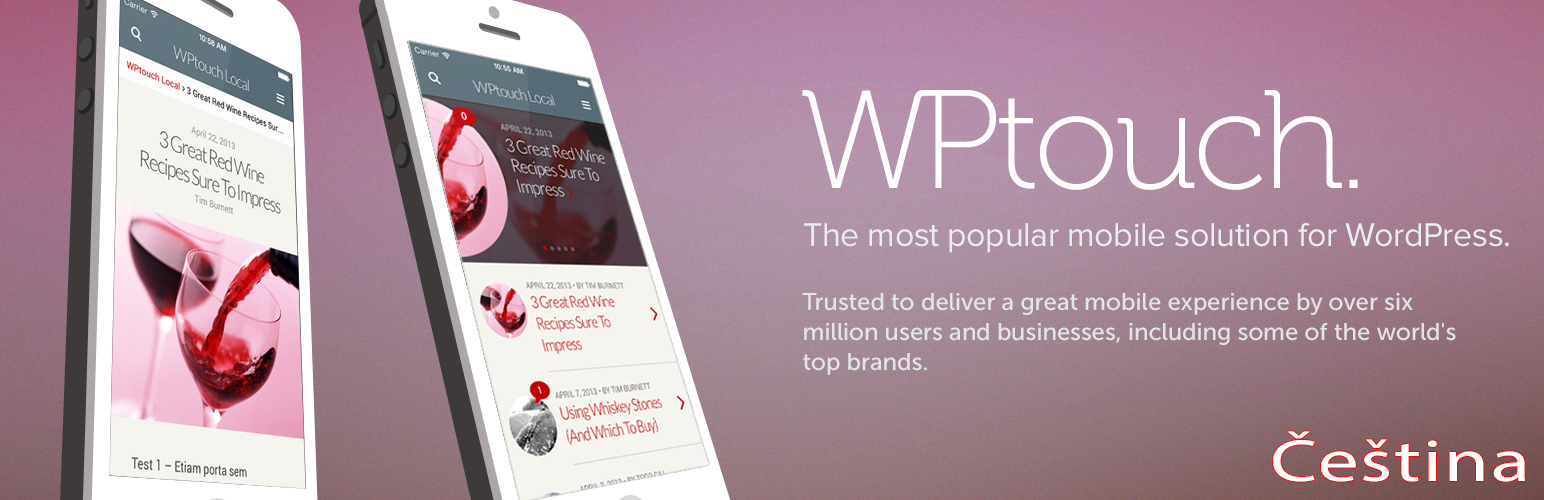 Carrier
10:58 AM
WPtouch Local
WPtouch Local > 3 Great Red Wine Recipes Sur...
April 22, 2013
3 Great Red Wine
Recipes Sure To Impress
Tim Burnett
Test 1 – Etiam porta sem
Carrier
10:55 AM
WPtouch Local
0
APRIL 22, 2013
3 Great Red Wine
Recipes Sure To
Impress
APRIL 22, 2013 • BY TIM BURNETT
3 Great Red Wine
Recipes Sure To
Impress
1
APRIL 7, 2013 • BY TIM BURNETT
Using Whiskey Stones
(And Which To Buy)
WPtouch.
The most popular mobile solution for WordPress.
Trusted to deliver a great mobile experience by over six
million users and businesses, including some of the world's
top brands.
Čeština